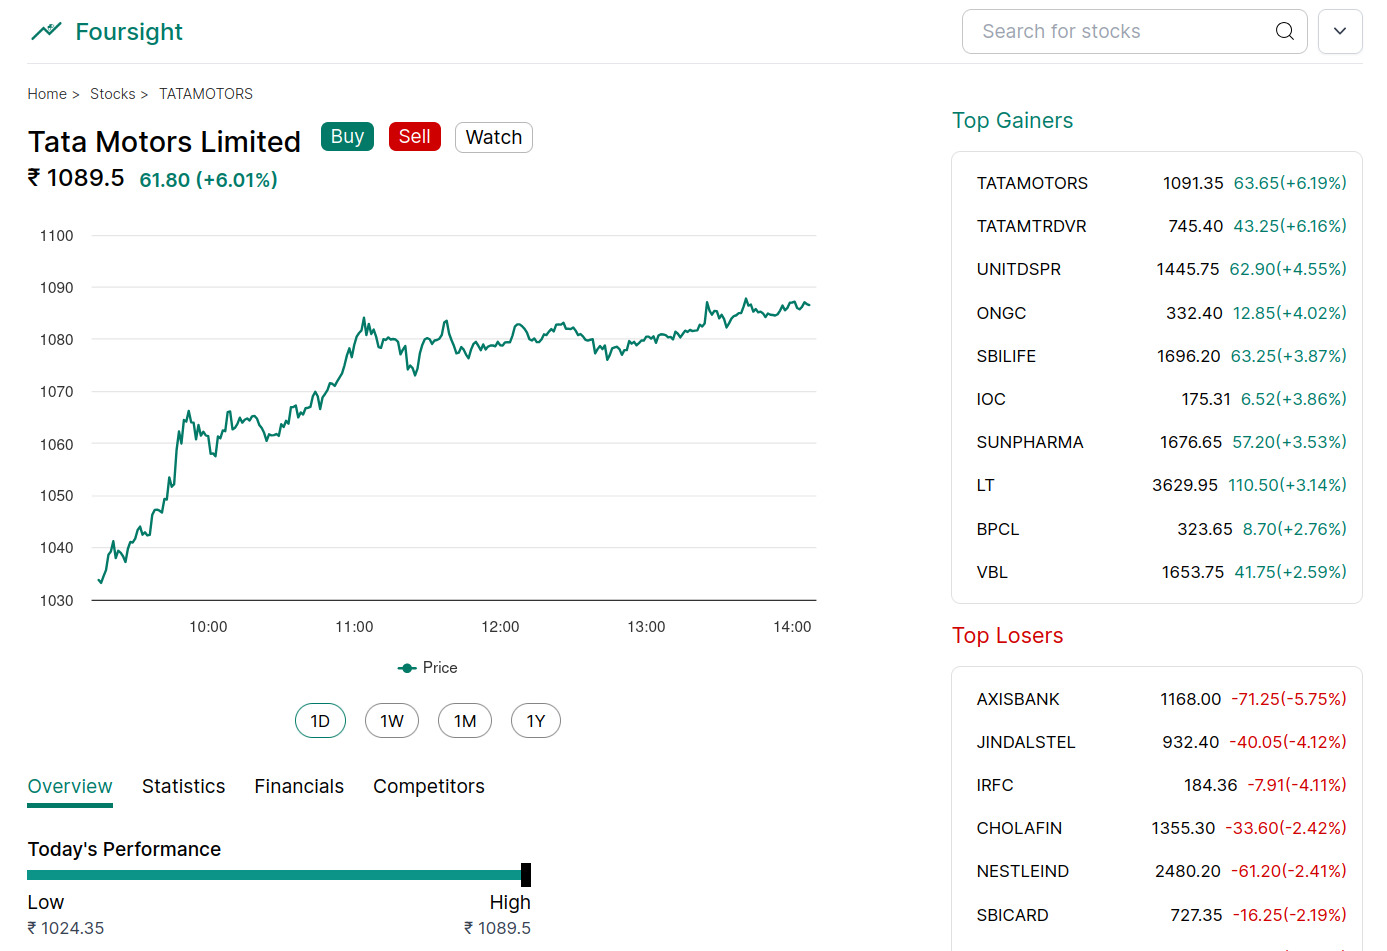 Foursight
Search for stocks
Home > Stocks > TATAMOTORS
Tata Motors Limited Buy Sell Watch
₹ 1089.5 61.80 (+6.01%)
1100
1090
1080
1070
1060
1050
1040
1030
10:00 11:00 12:00 13:00 14:00
Price
1D 1W 1M 1Y
Overview Statistics Financials Competitors
Today's Performance
Low High
₹ 1024.35 ₹ 1089.5
Top Gainers
TATAMOTORS 1091.35 63.65(+6.19%)
TATAMTRDVR 745.40 43.25(+6.16%)
UNITDSPR 1445.75 62.90(+4.55%)
ONGC 332.40 12.85(+4.02%)
SBILIFE 1696.20 63.25(+3.87%)
IOC 175.31 6.52(+3.86%)
SUNPHARMA 1676.65 57.20(+3.53%)
LT 3629.95 110.50(+3.14%)
BPCL 323.65 8.70(+2.76%)
VBL 1653.75 41.75(+2.59%)
Top Losers
AXISBANK 1168.00 -71.25(-5.75%)
JINDALSTEL 932.40 -40.05(-4.12%)
IRFC 184.36 -7.91(-4.11%)
CHOLAFIN 1355.30 -33.60(-2.42%)
NESTLEIND 2480.20 -61.20(-2.41%)
SBICARD 727.35 -16.25(-2.19%)